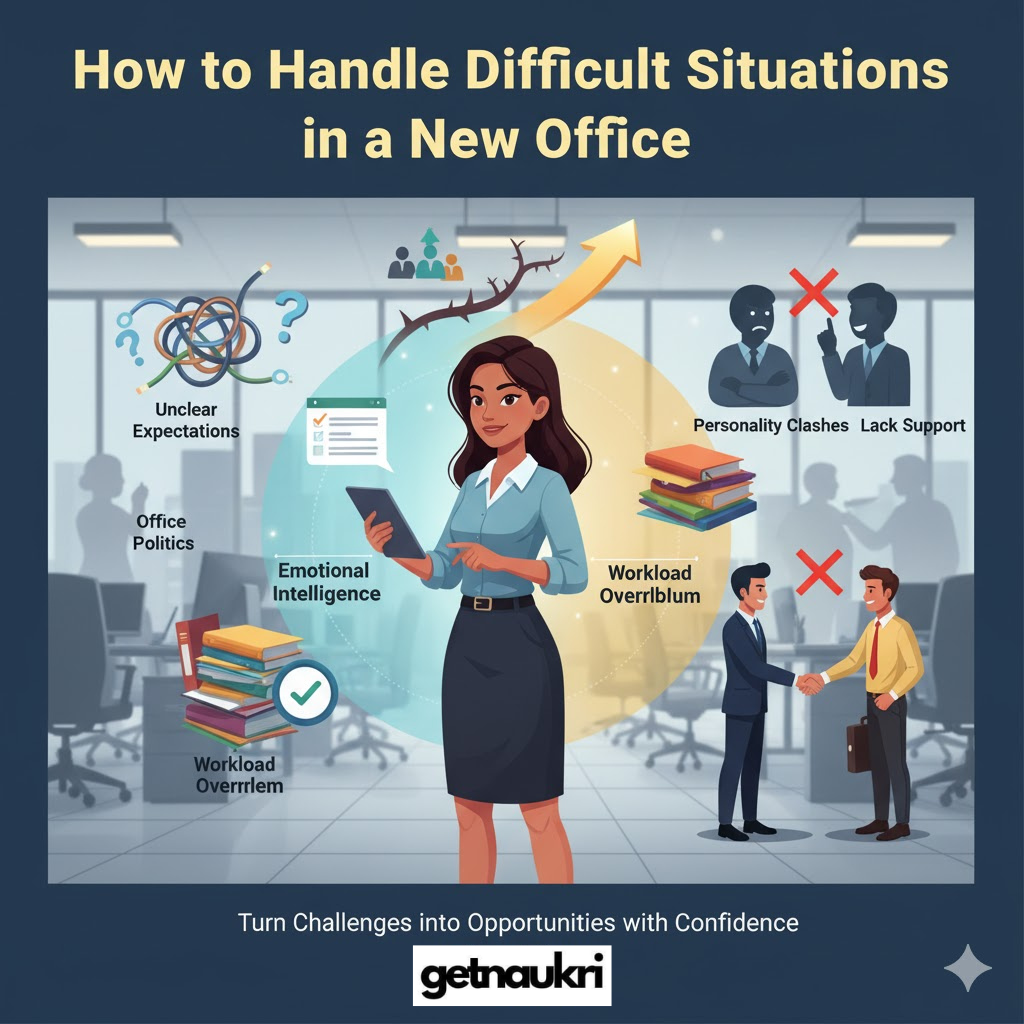 How to Handle Difficult Situations
in a New Office
Unclear
Expectations
Personality Clashes Lack Support
Office
Politics
Emotional
Intelligence
Workload
Overrlblum
Workload
Overrrlem
Turn Challenges into Opportunities with Confidence
getnaukri